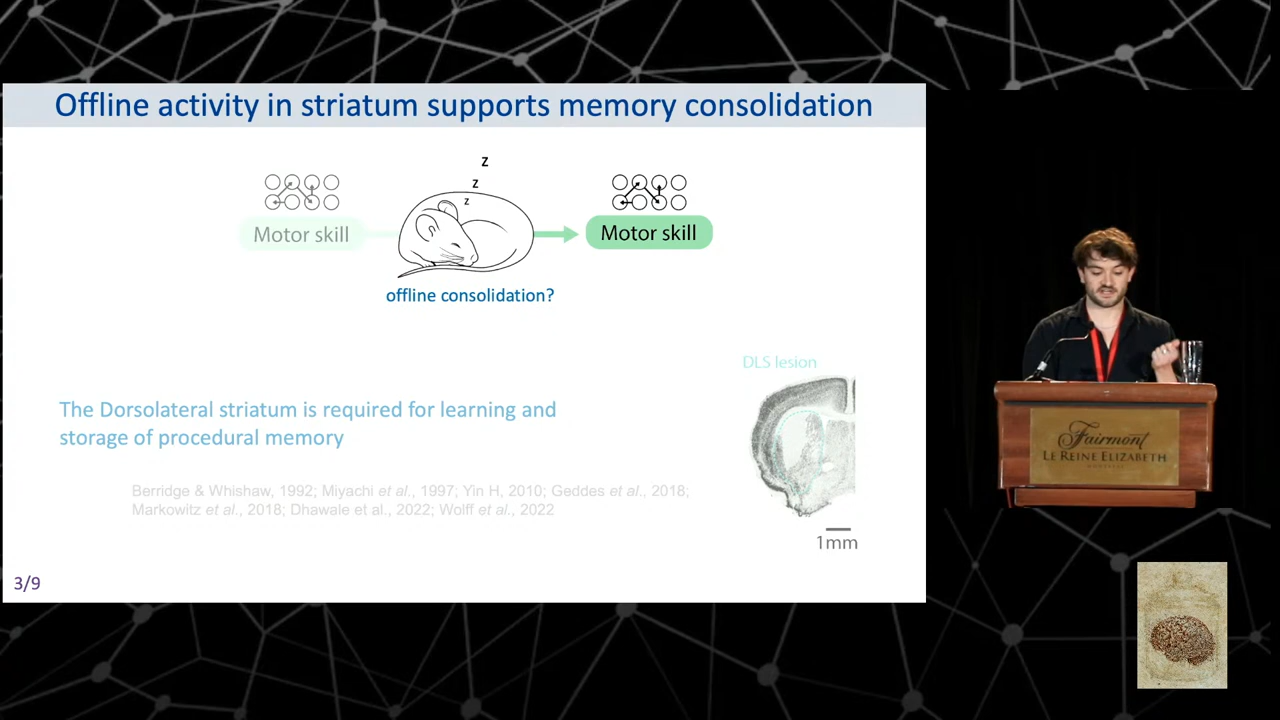 Offline activity in striatum supports memory consolidation
z
z
z
Motor skill
Motor skill
offline consolidation?
DLS lesion
The Dorsolateral striatum is required for learning and
storage of procedural memory
Berridge & Whishaw, 1992; Miyachi et al., 1997; Yin H, 2010; Geddes et al., 2018;
Markowitz et al., 2018; Dhawale et al., 2022; Wolff et al., 2022
1mm
3/9
Fairmont
LE REINE ELIZABETH